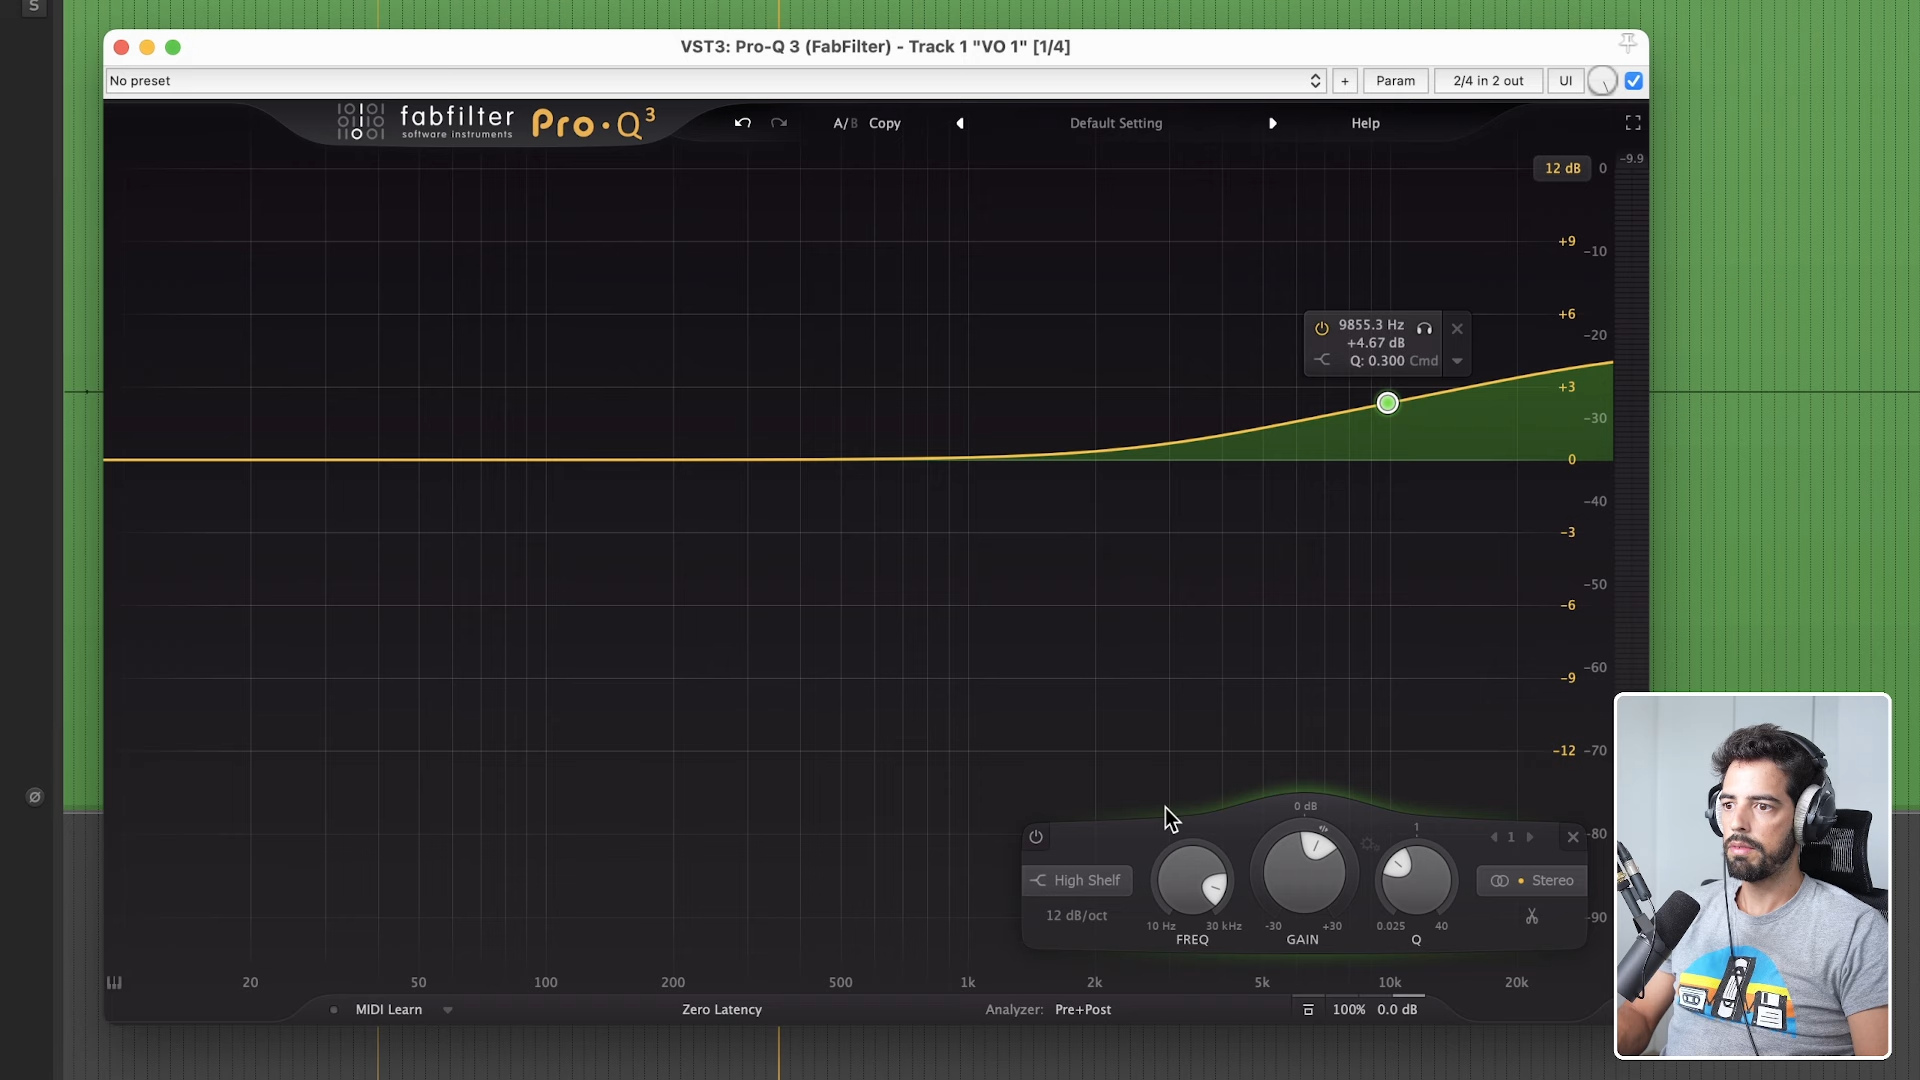 S
VST3: Pro-Q 3 (FabFilter) - Track 1 "VO 1" [1/4]
No preset
+
Param
2/4 in 2 out
UI
fabfilter
software instruments
Pro·Q3
A/B
Copy
Default Setting
Help
12 dB
0
-9.9
+9
-10
+6
-20
+3
-30
0
-40
-3
-50
-6
-60
-9
-12
-70
-80
-90
9855.3 Hz
+4.67 dB
Q: 0.300 Cmd
0 dB
1
1
High Shelf
12 dB/oct
10 Hz
30 kHz
FREQ
-30
+30
GAIN
0.025
40
Q
Stereo
20
50
100
200
500
1k
2k
5k
10k
20k
MIDI Learn
Zero Latency
Analyzer: Pre+Post
100%
0.0 dB